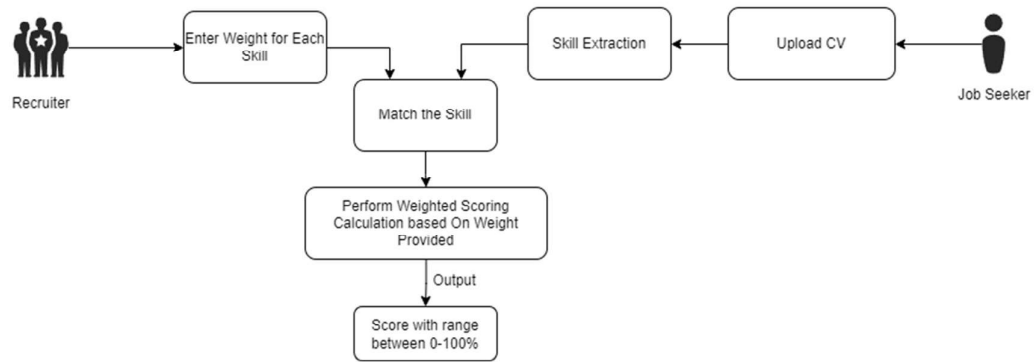 Recruiter
Enter Weight for Each
Skill
Skill Extraction
Upload CV
Job Seeker
Match the Skill
Perform Weighted Scoring
Calculation based On Weight
Provided
Output
Score with range
between 0-100%